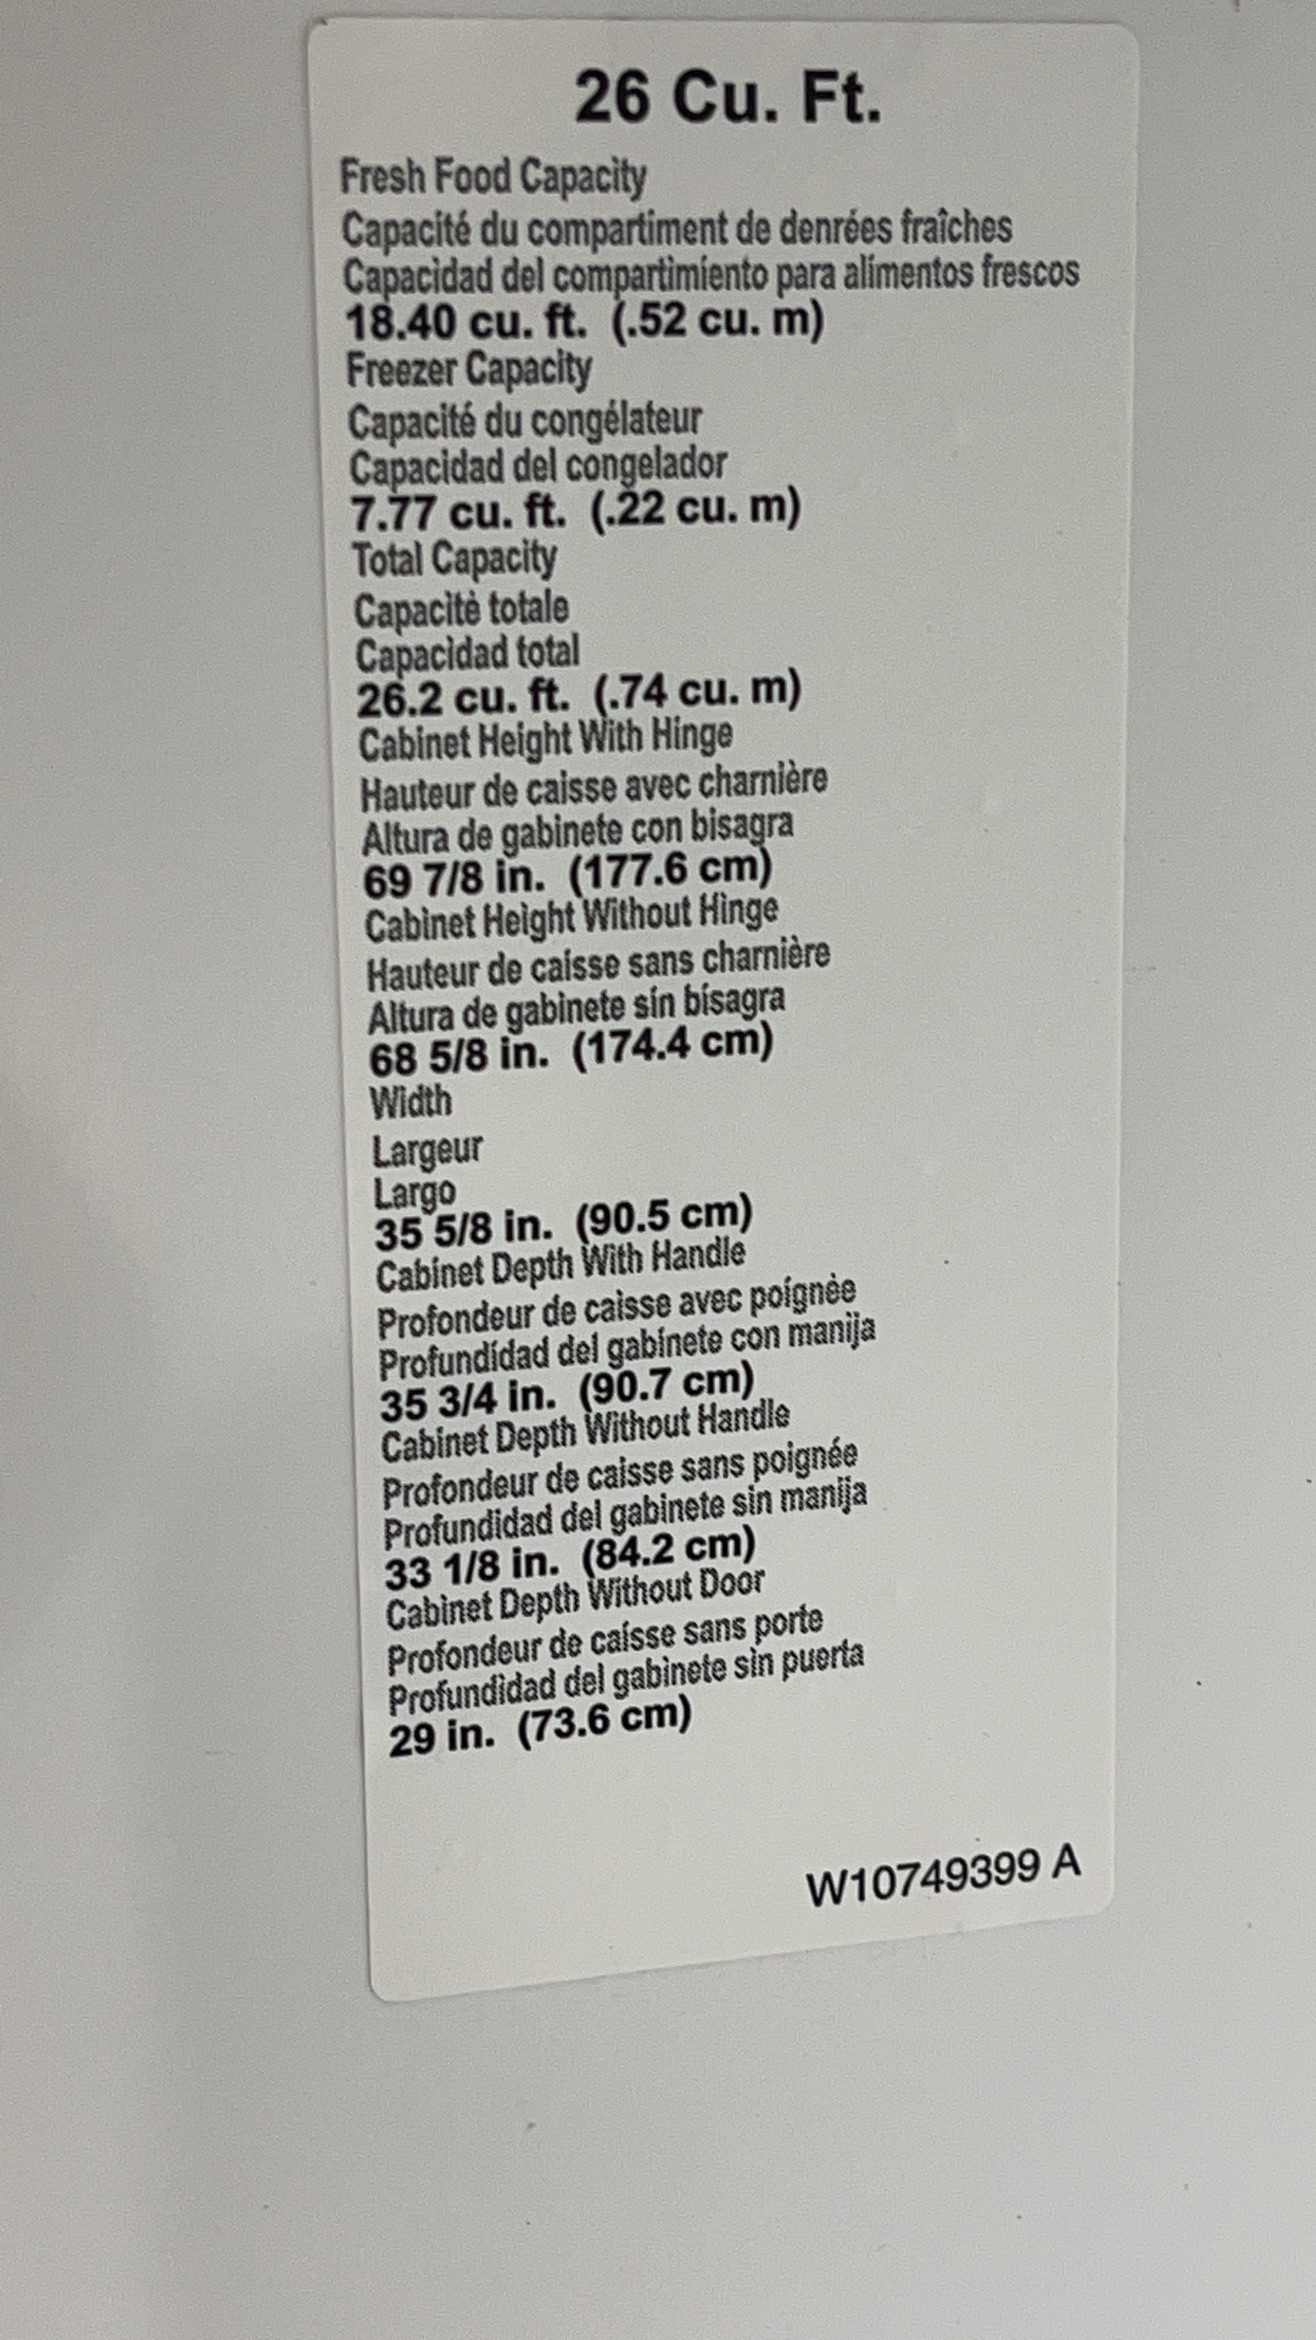 26 Cu. Ft.
Fresh Food Capacity
Capacité du compartiment de denrées fraîches
Capacidad del compartimiento para alimentos frescos
18.40 cu. ft. (.52 cu. m)
Freezer Capacity
Capacité du congélateur
Capacidad del congelador
7.77 cu. ft. (.22 cu. m)
Total Capacity
Capacité totale
Capacidad total
26.2 cu. ft. (.74 cu. m)
Cabinet Height With Hinge
Hauteur de caisse avec charnière
Altura de gabinete con bisagra
69 7/8 in. (177.6 cm)
Cabinet Height Without Hinge
Hauteur de caisse sans charnière
Altura de gabinete sin bisagra
68 5/8 in. (174.4 cm)
Width
Largeur
Largo
35 5/8 in. (90.5 cm)
Cabinet Depth With Handle
Profondeur de caisse avec poignée
Profundidad del gabinete con manija
35 3/4 in. (90.7 cm)
Cabinet Depth Without Handle
Profondeur de caisse sans poignée
Profundidad del gabinete sin manija
33 1/8 in. (84.2 cm)
Cabinet Depth Without Door
Profondeur de caisse sans porte
Profundidad del gabinete sin puerta
29 in. (73.6 cm)
W10749399 A